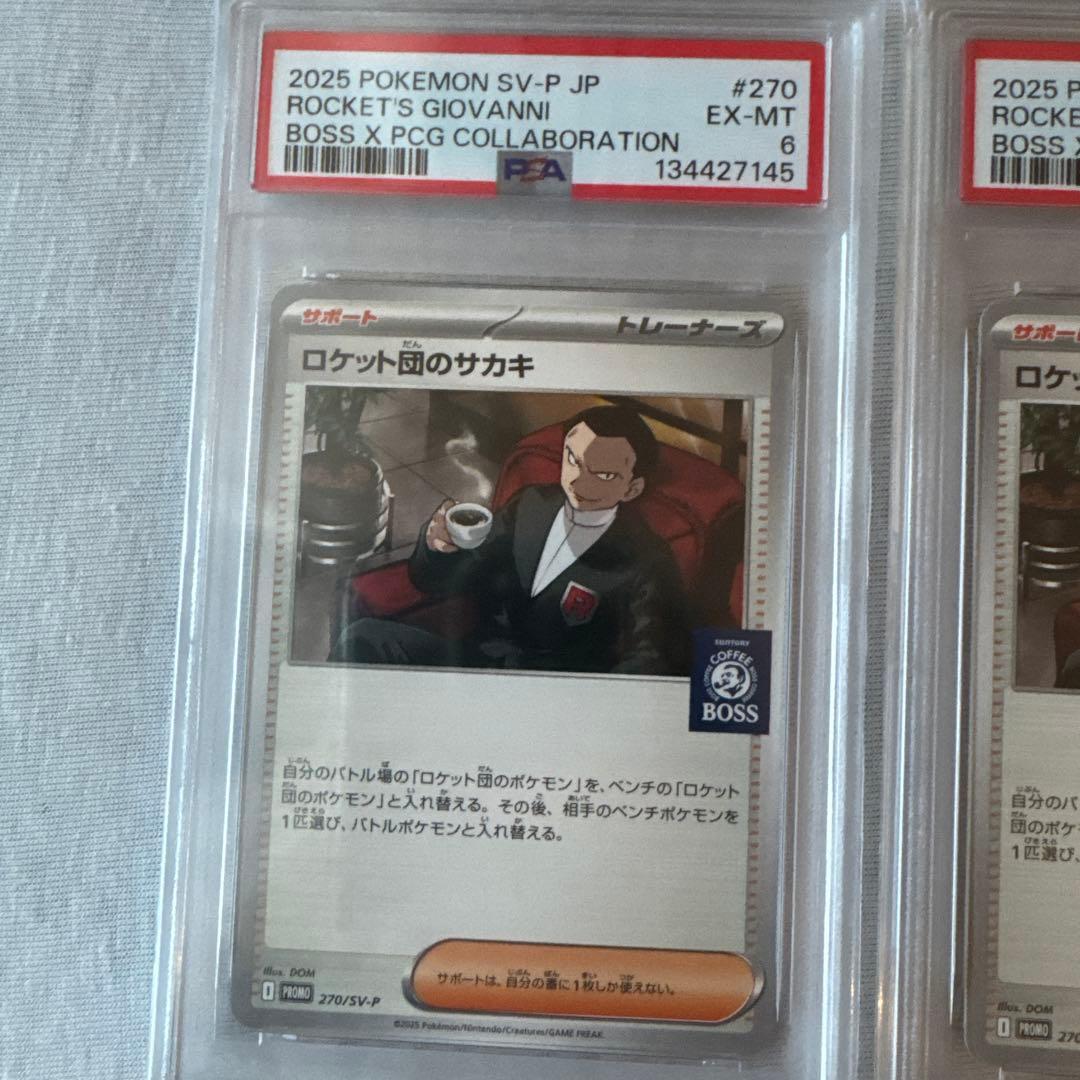 2025 POKEMON SV-P JP #270
ROCKET'S GIOVANNI EX-MT
BOSS X PCG COLLABORATION 6
PSA 134427145
サポート トレーナーズ
ロケット団のサカキ
だん
R
SUNTORY
COFFEE
BOSS
自分のバトル場の「ロケット団のポケモン」を、ベンチの「ロケット
団のポケモン」と入れ替える。その後、相手のベンチポケモンを
1匹選び、バトルポケモンと入れ替える。
サポートは、自分の番に1枚しか使えない。
Illus. DOM
I PROMO 270/SV-P
©2025 Pokémon/Nintendo/Creatures/GAME FREAK.
2025 P
ROCKE
BOSS X
サポー
ロケ
自分のバ
団のポケ
1匹選び、
Illus. DOM
I PROMO 270